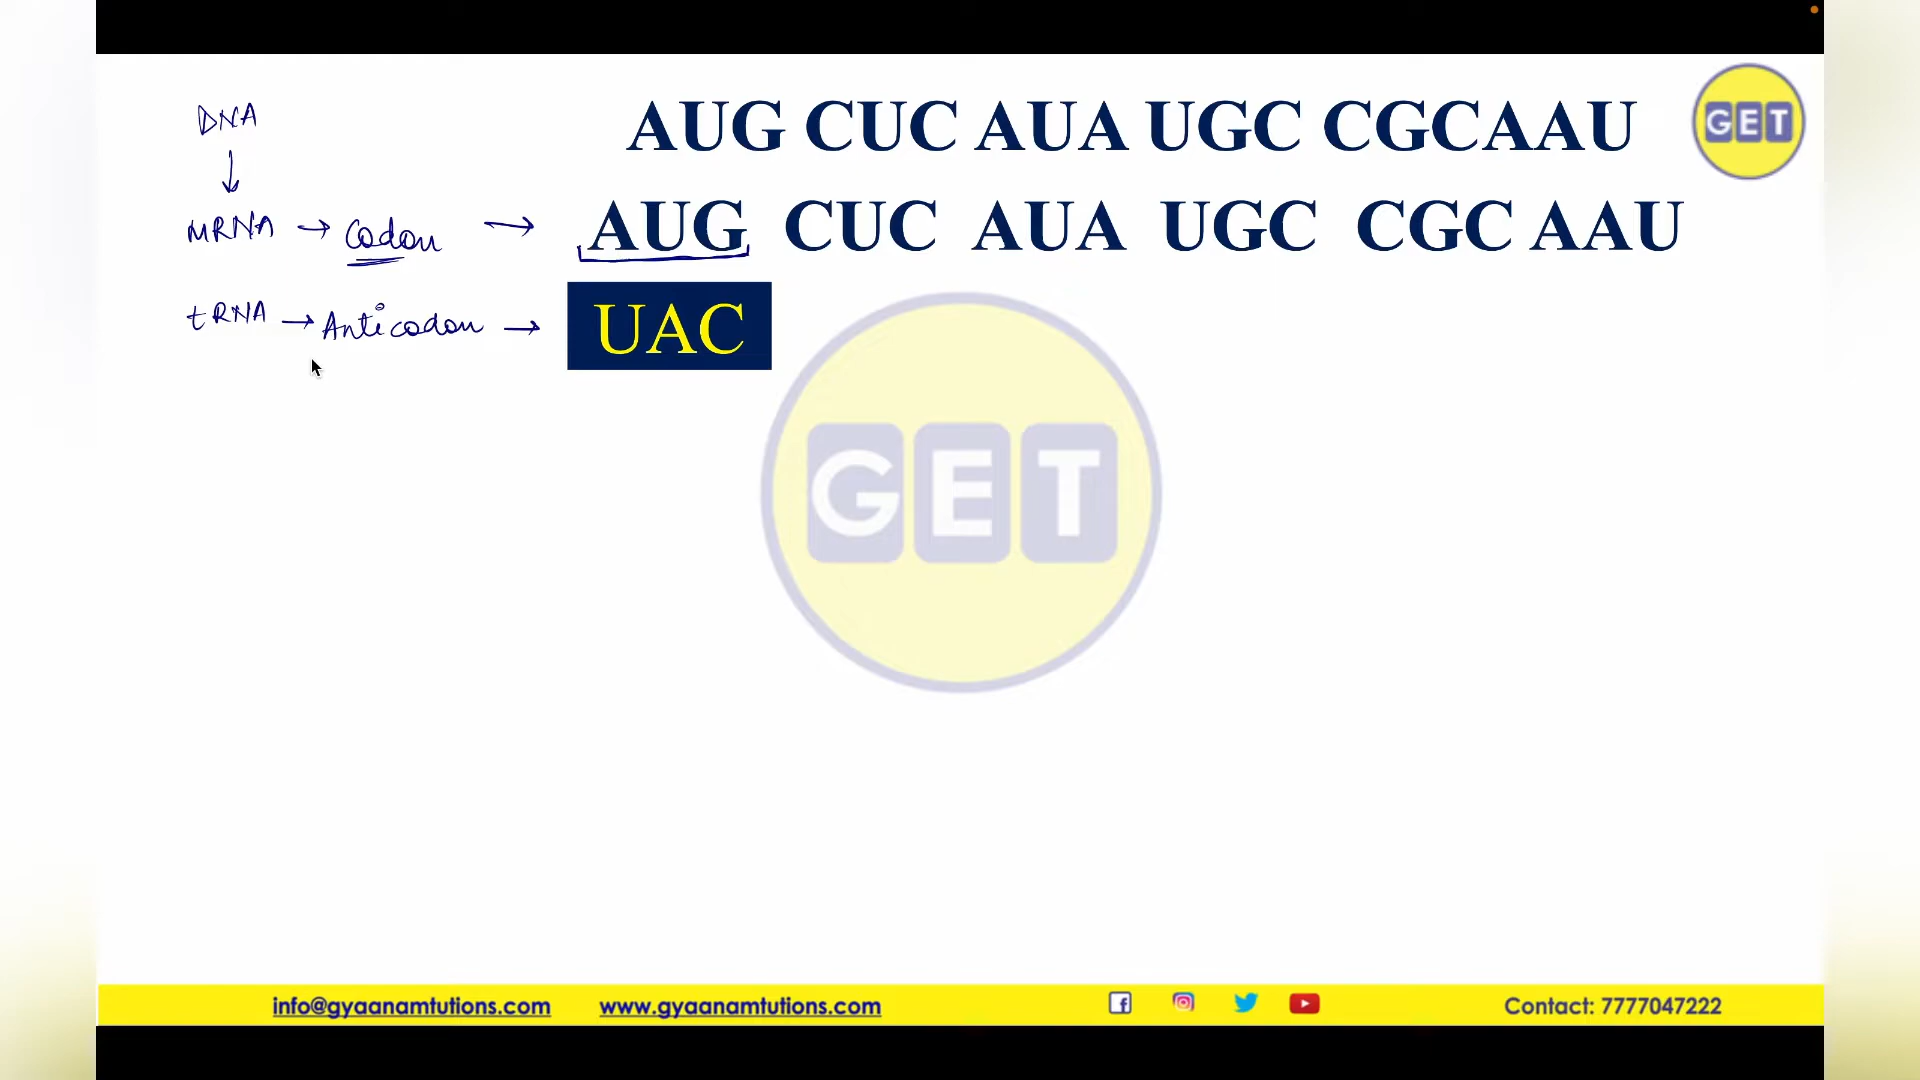 DNA
AUG CUC AUA UGC CGCAAU
GET
↓
mRNA → Codon → AUG CUC AUA UGC CGC AAU
tRNA → Anticodon → UAC
GET
info@gyaanamtutions.com www.gyaanamtutions.com Contact: 7777047222